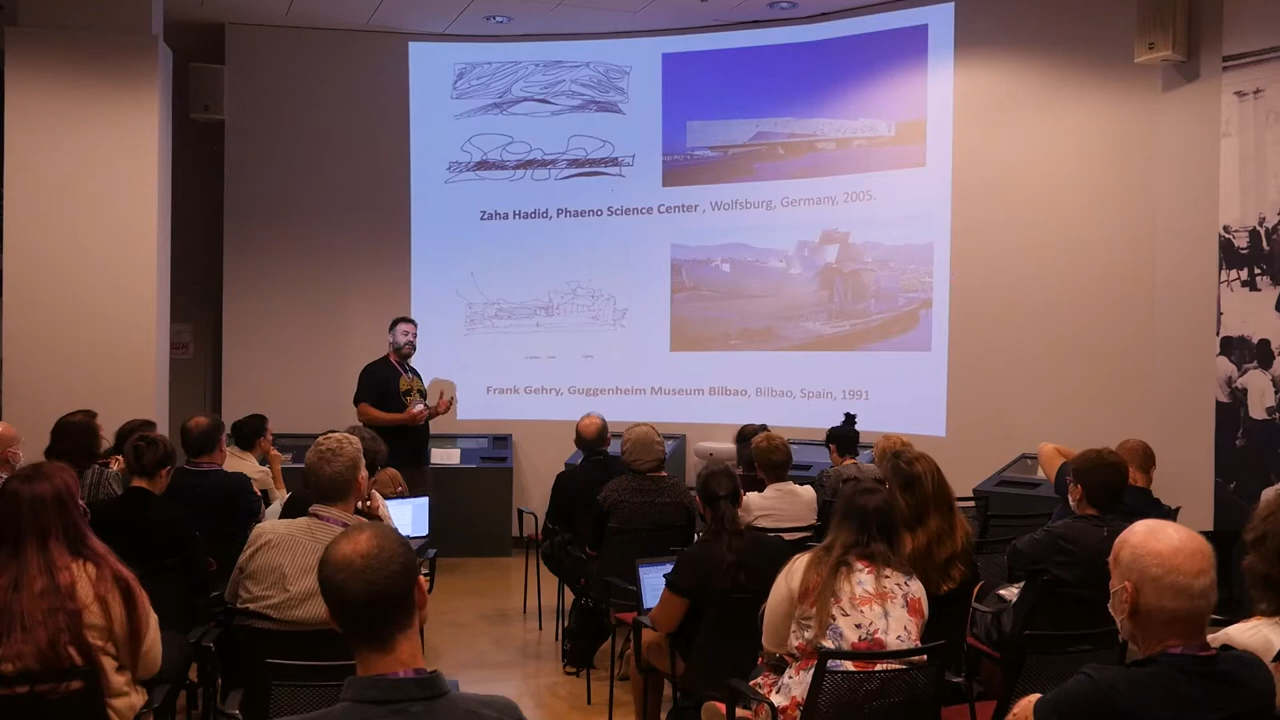 Zaha Hadid, Phaeno Science Center , Wolfsburg, Germany, 2005.
Frank Gehry, Guggenheim Museum Bilbao, Bilbao, Spain, 1991